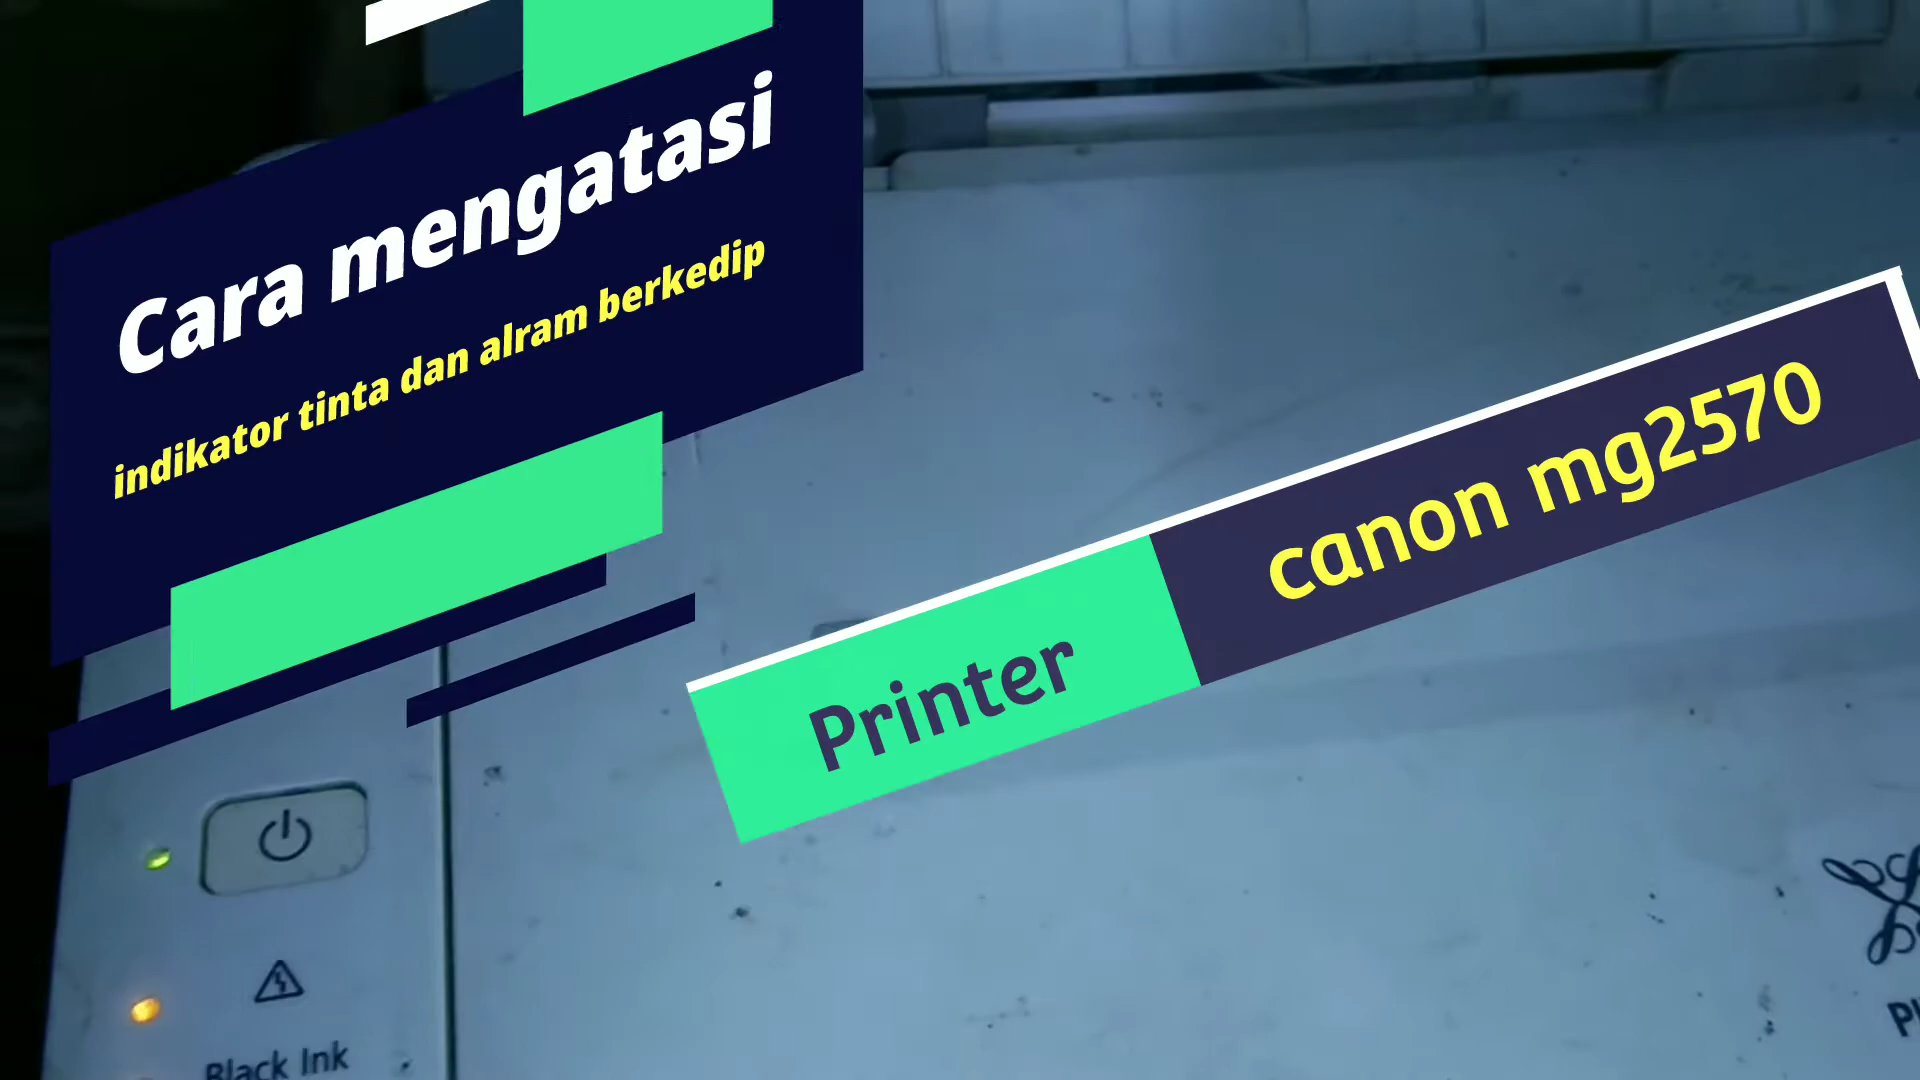 Cara mengatasi
indikator tinta dan alram berkedip
Printer
canon mg2570
Black Ink